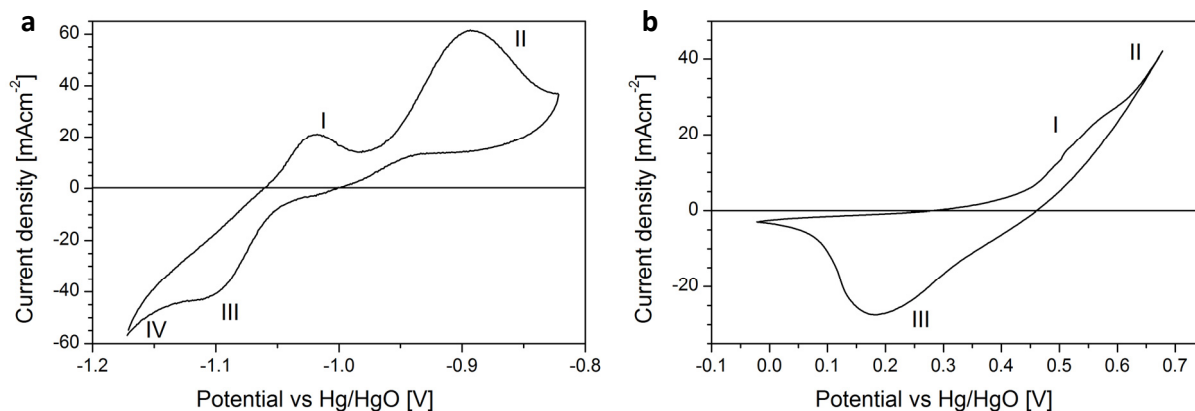 a
60
40
20
0
-20
-40
-60
Current density [mAcm-2]
I
II
III
IV
-1.2
-1.1
-1.0
-0.9
-0.8
Potential vs Hg/HgO [V]
b
40
20
0
-20
Current density [mAcm-2]
I
II
III
-0.1
0.0
0.1
0.2
0.3
0.4
0.5
0.6
0.7
Potential vs Hg/HgO [V]